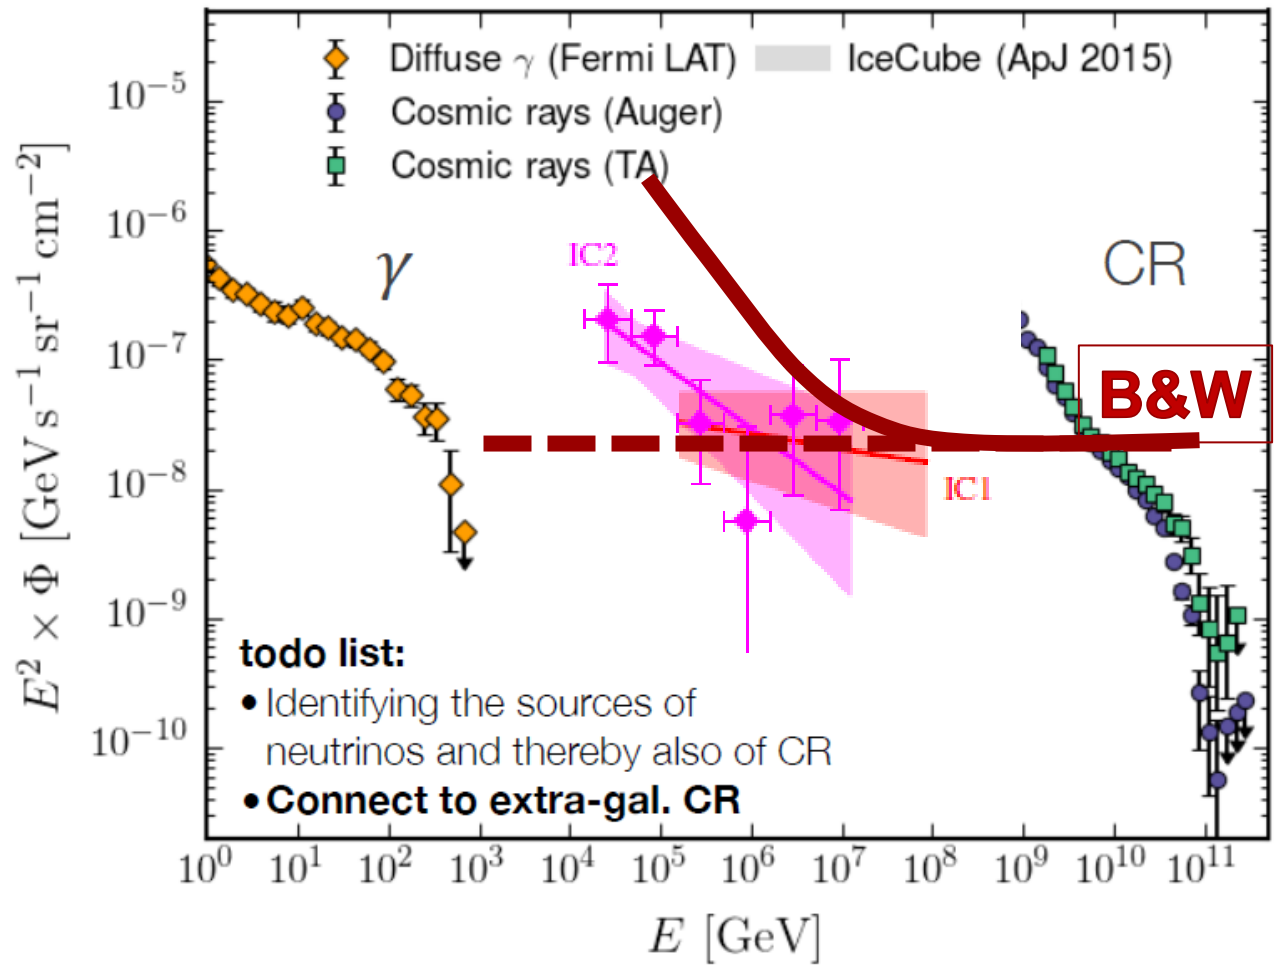 Diffuse γ (Fermi LAT)
IceCube (ApJ 2015)
Cosmic rays (Auger)
Cosmic rays (TA)
10⁻⁵
10⁻⁶
10⁻⁷
10⁻⁸
10⁻⁹
10⁻¹⁰
E² × Φ [GeV s⁻¹ sr⁻¹ cm⁻²]
γ
IC2
CR
B&W
IC1
todo list:
• Identifying the sources of
neutrinos and thereby also of CR
• Connect to extra-gal. CR
10⁰ 10¹ 10² 10³ 10⁴ 10⁵ 10⁶ 10⁷ 10⁸ 10⁹ 10¹⁰ 10¹¹
E [GeV]